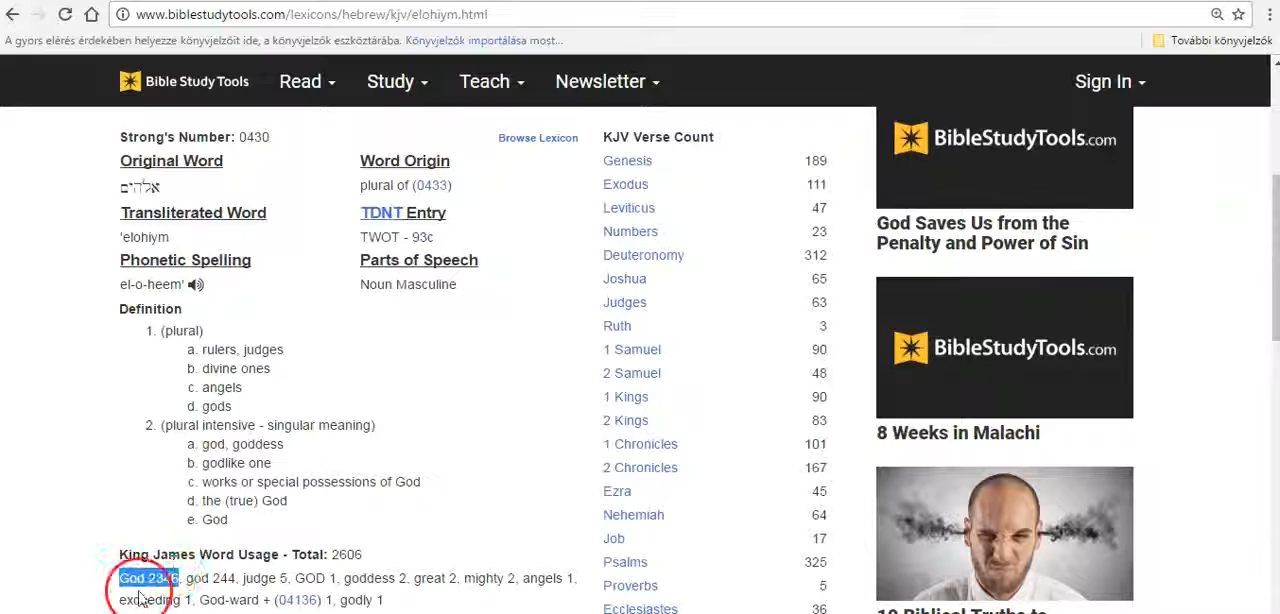 www.biblestudytools.com/lexicons/hebrew/kjv/elohiym.html
A gyors elérés érdekében helyezze könyvjelzőit ide, a könyvjelzők eszköztárába. Könyvjelzők importálása most...
További könyvjelzők
Bible Study Tools
Read
Study
Teach
Newsletter
Sign In
Strong's Number: 0430
Browse Lexicon
Original Word
Word Origin
אלהים
plural of (0433)
Transliterated Word
TDNT Entry
'elohiym
TWOT - 93c
Phonetic Spelling
Parts of Speech
el-o-heem'
Noun Masculine
Definition
1. (plural)
a. rulers, judges
b. divine ones
c. angels
d. gods
2. (plural intensive - singular meaning)
a. god, goddess
b. godlike one
c. works or special possessions of God
d. the (true) God
e. God
King James Word Usage - Total: 2606
God 2346, god 244, judge 5, GOD 1, goddess 2, great 2, mighty 2, angels 1,
exceeding 1, God-ward + (04136) 1, godly 1
KJV Verse Count
Genesis 189
Exodus 111
Leviticus 47
Numbers 23
Deuteronomy 312
Joshua 65
Judges 63
Ruth 3
1 Samuel 90
2 Samuel 48
1 Kings 90
2 Kings 83
1 Chronicles 101
2 Chronicles 167
Ezra 45
Nehemiah 64
Job 17
Psalms 325
Proverbs 5
Ecclesiastes 36
BibleStudyTools.com
God Saves Us from the
Penalty and Power of Sin
BibleStudyTools.com
8 Weeks in Malachi
10 Biblical Truths to